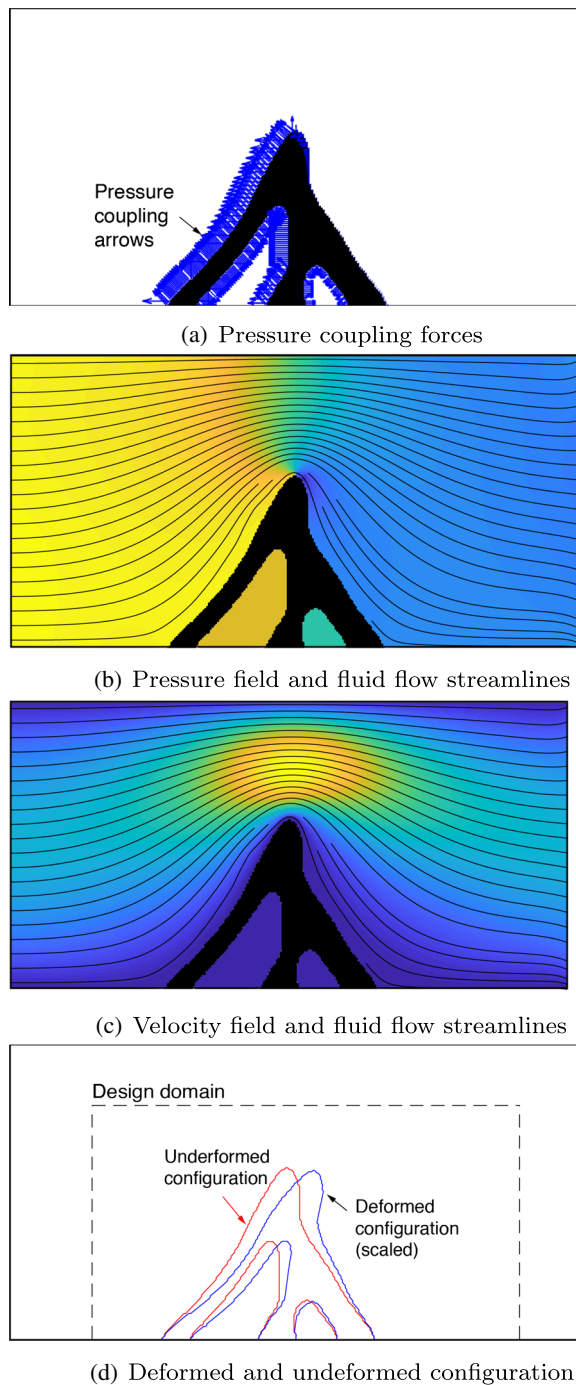 Pressure
coupling
arrows
(a) Pressure coupling forces
(b) Pressure field and fluid flow streamlines
(c) Velocity field and fluid flow streamlines
Design domain
Underformed
configuration
Deformed
configuration
(scaled)
(d) Deformed and undeformed configuration